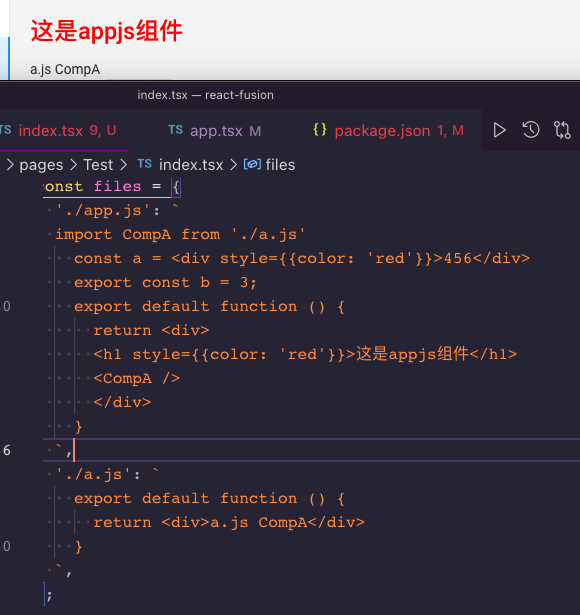 这是appjs组件
a.js CompA
index.tsx — react-fusion
TS index.tsx 9, U TS app.tsx M {} package.json 1, M
> pages > Test > TS index.tsx > files
onst files = {
'./app.js': `
import CompA from './a.js'
const a = <div style={{color: 'red'}}>456</div>
export const b = 3;
0 export default function () {
return <div>
<h1 style={{color: 'red'}}>这是appjs组件</h1>
<CompA />
</div>
}
6 `,
'./a.js': `
export default function () {
return <div>a.js CompA</div>
0 }
`,
};